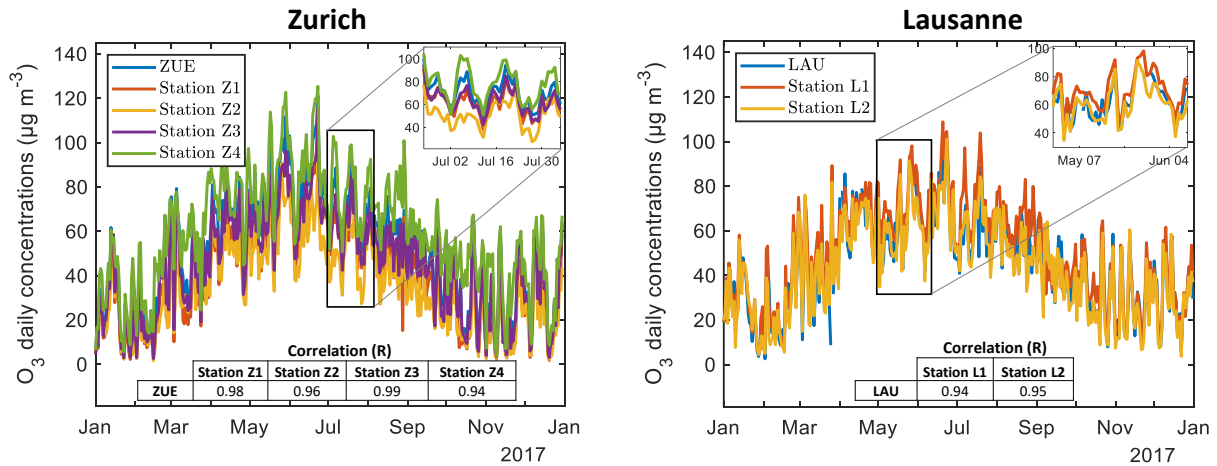 Zurich
O3 daily concentrations (µg m-3)
140
120
100
80
60
40
20
0
ZUE
Station Z1
Station Z2
Station Z3
Station Z4
100
80
60
40
Jul 02 Jul 16 Jul 30
Correlation (R)
Station Z1 Station Z2 Station Z3 Station Z4
ZUE 0.98 0.96 0.99 0.94
Jan Mar May Jul Sep Nov Jan
2017
Lausanne
O3 daily concentrations (µg m-3)
140
120
100
80
60
40
20
0
LAU
Station L1
Station L2
100
80
60
40
May 07 Jun 04
Correlation (R)
Station L1 Station L2
LAU 0.94 0.95
Jan Mar May Jul Sep Nov Jan
2017